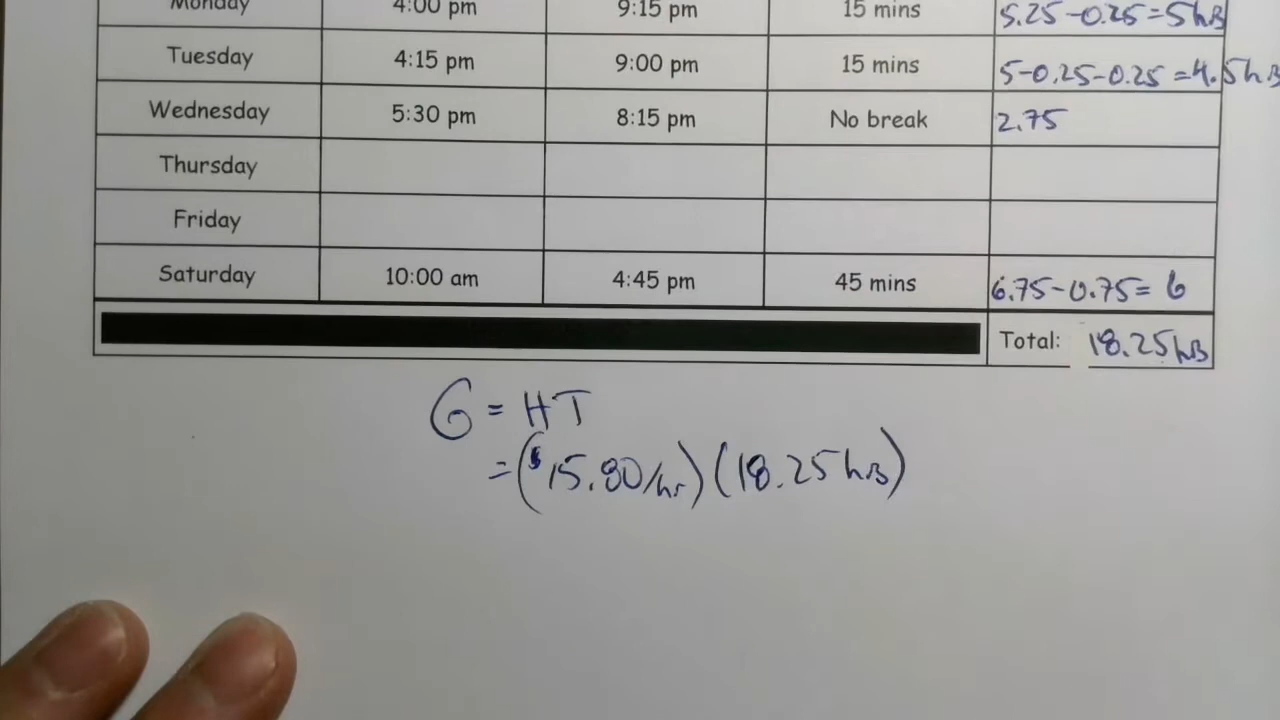 Monday 4:00 pm 9:15 pm 15 mins 5.25-0.25=5hrs
Tuesday 4:15 pm 9:00 pm 15 mins 5-0.25-0.25=4.5hrs
Wednesday 5:30 pm 8:15 pm No break 2.75
Thursday
Friday
Saturday 10:00 am 4:45 pm 45 mins 6.75-0.75=6
Total: 18.25hrs
G = HT
=($15.80/hr)(18.25hrs)